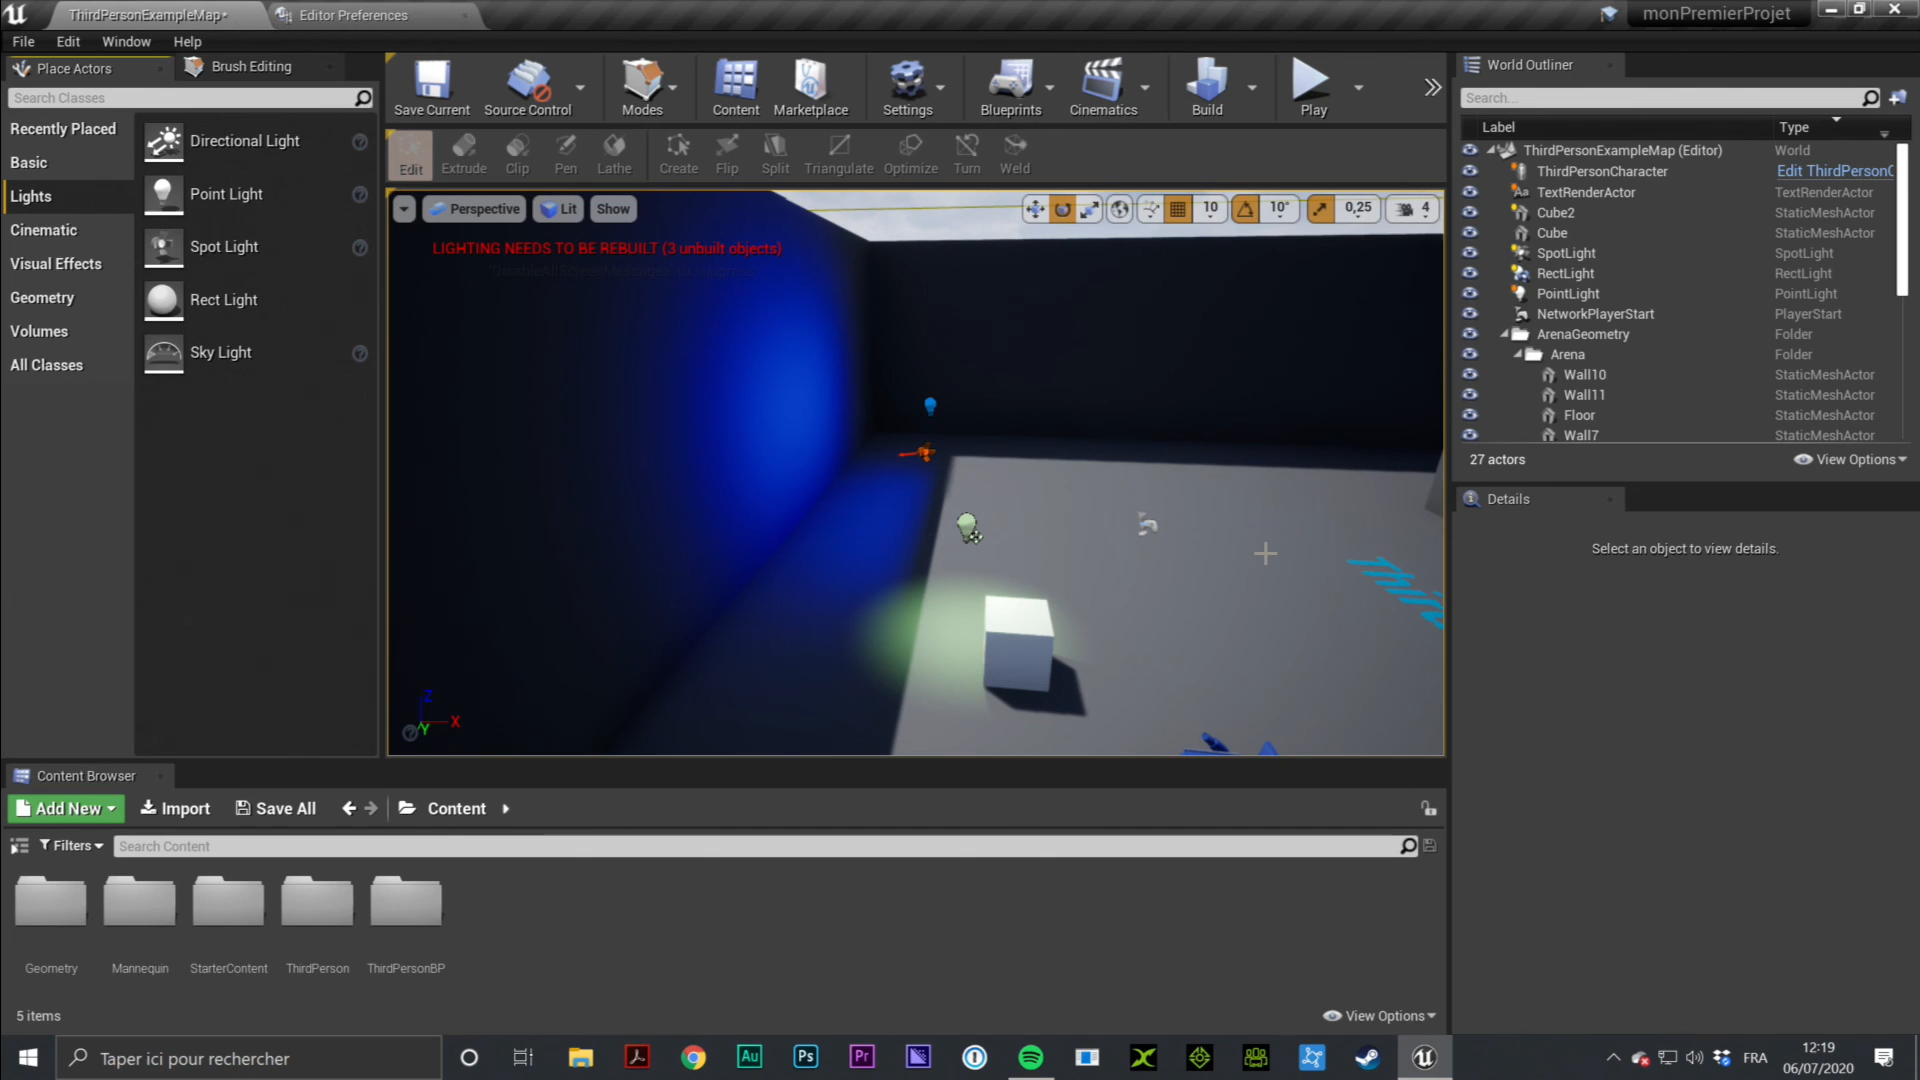 ThirdPersonExampleMap*
Editor Preferences
monPremierProjet
File Edit Window Help
Place Actors
Brush Editing
Search Classes
Recently Placed
Basic
Lights
Cinematic
Visual Effects
Geometry
Volumes
All Classes
Directional Light
Point Light
Spot Light
Rect Light
Sky Light
Save Current Source Control Modes Content Marketplace Settings Blueprints Cinematics Build Play
Edit Extrude Clip Pen Lathe Create Flip Split Triangulate Optimize Turn Weld
Perspective Lit Show
10 10° 0,25 4
LIGHTING NEEDS TO BE REBUILT (3 unbuilt objects)
Z
X
Y
World Outliner
Search...
Label Type
ThirdPersonExampleMap (Editor) World
ThirdPersonCharacter Edit ThirdPersonC
TextRenderActor TextRenderActor
Cube2 StaticMeshActor
Cube StaticMeshActor
SpotLight SpotLight
RectLight RectLight
PointLight PointLight
NetworkPlayerStart PlayerStart
ArenaGeometry Folder
Arena Folder
Wall10 StaticMeshActor
Wall11 StaticMeshActor
Floor StaticMeshActor
Wall7 StaticMeshActor
27 actors View Options
Details
Select an object to view details.
Content Browser
Add New Import Save All Content
Filters Search Content
Geometry Mannequin StarterContent ThirdPerson ThirdPersonBP
5 items View Options
Taper ici pour rechercher
Au Ps Pr
FRA
12:19
06/07/2020